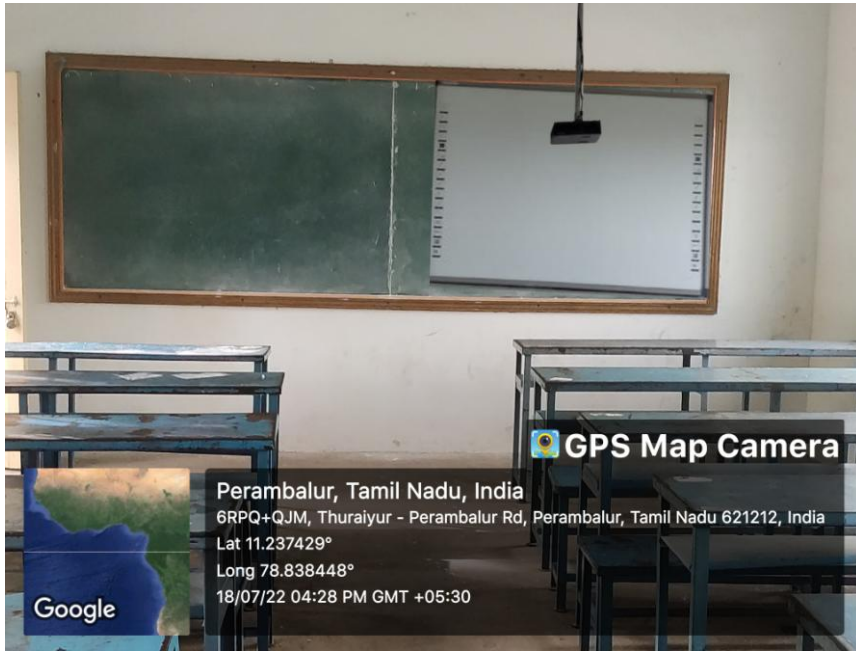 GPS Map Camera
Perambalur, Tamil Nadu, India
6RPQ+QJM, Thuraiyur - Perambalur Rd, Perambalur, Tamil Nadu 621212, India
Lat 11.237429°
Long 78.838448°
18/07/22 04:28 PM GMT +05:30
Google